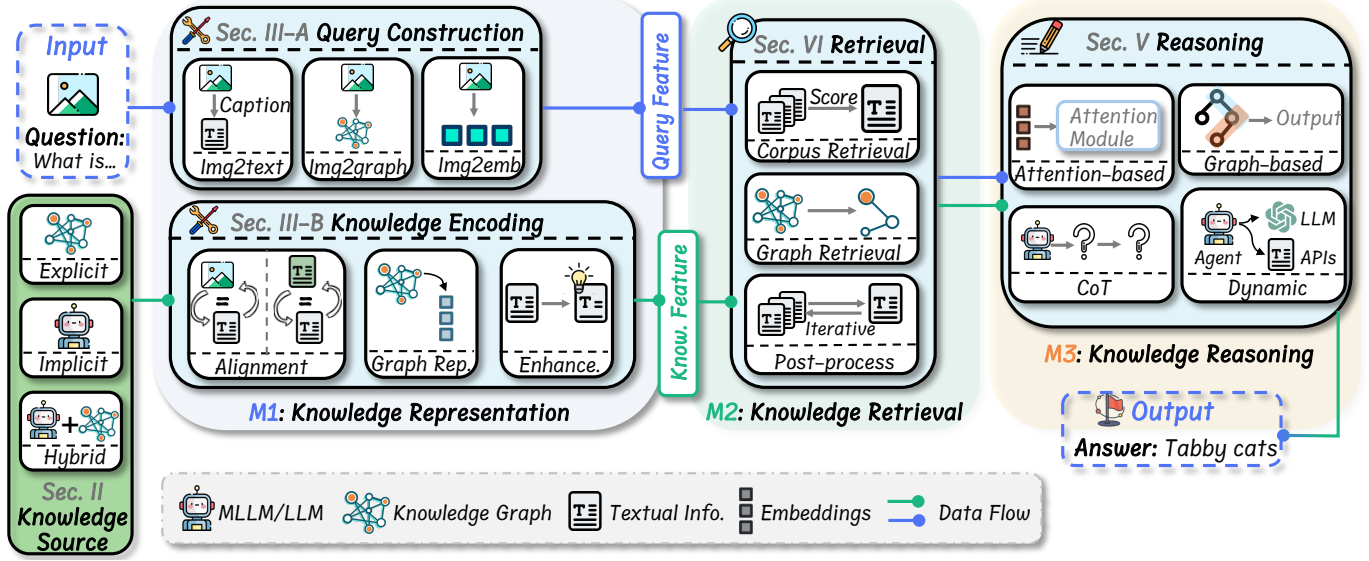 Input
Question:
What is…
Sec. II
Knowledge
Source
Explicit
Implicit
+
Hybrid
Sec. III-A Query Construction
Caption
Img2text
Img2graph
Img2emb
Sec. III-B Knowledge Encoding
=
=
Alignment
Graph Rep.
Enhance.
M1: Knowledge Representation
Query Feature
Know. Feature
Sec. VI Retrieval
Score
Corpus Retrieval
Graph Retrieval
Iterative
Post-process
M2: Knowledge Retrieval
Sec. V Reasoning
Attention
Module
Attention-based
Output
Graph-based
? ?
CoT
Agent
LLM
APIs
Dynamic
M3: Knowledge Reasoning
Output
Answer: Tabby cats
MLLM/LLM
Knowledge Graph
Textual Info.
Embeddings
Data Flow